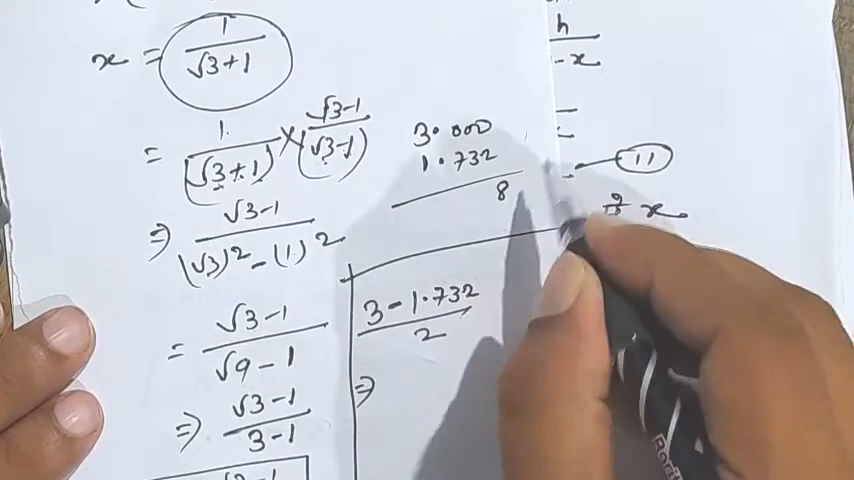 x = 1/(√3+1)
= 1/(√3+1) × (√3-1)/(√3-1)
⇒ (√3-1)/((√3)² - (1)²)
= (√3-1)/(√9-1)
⇒ (√3-1)/(3-1)
3.000
1.732
8
(3-1.732)/2
⇒
h
-x
11
x